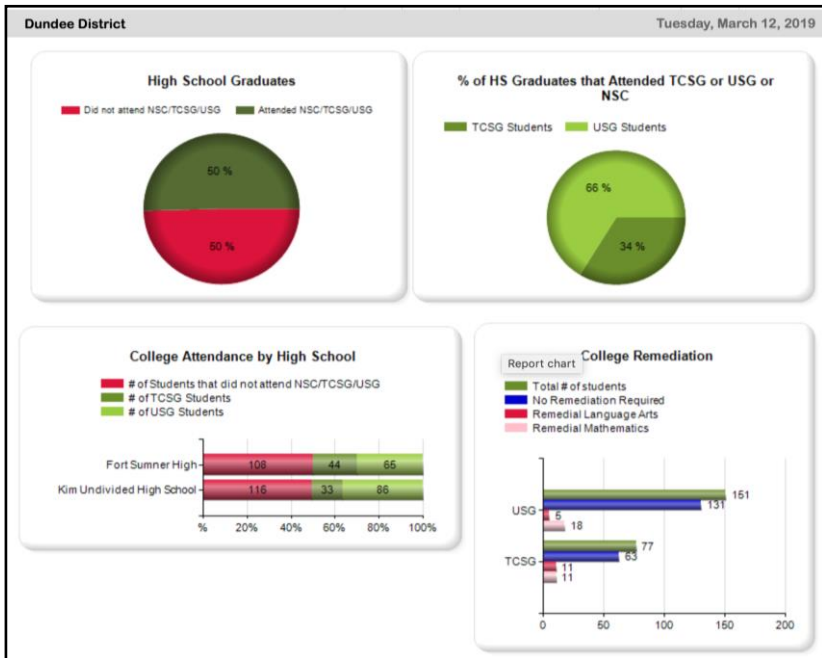 Dundee District
Tuesday, March 12, 2019
High School Graduates
Did not attend NSC/TCSG/USG
Attended NSC/TCSG/USG
50 %
50 %
% of HS Graduates that Attended TCSG or USG or
NSC
TCSG Students
USG Students
66 %
34 %
College Attendance by High School
# of Students that did not attend NSC/TCSG/USG
# of TCSG Students
# of USG Students
Fort Sumner High
108
44
65
Kim Undivided High School
116
33
86
%
20%
40%
60%
80%
100%
Report chart
College Remediation
Total # of students
No Remediation Required
Remedial Language Arts
Remedial Mathematics
USG
151
131
5
18
TCSG
77
63
11
11
0
50
100
150
200